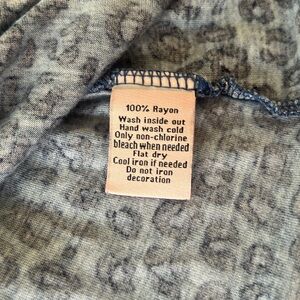 100% Rayon
Wash inside out
Hand wash cold
Only non-chlorine
bleach when needed
Flat dry
Cool iron if needed
Do not iron
decoration